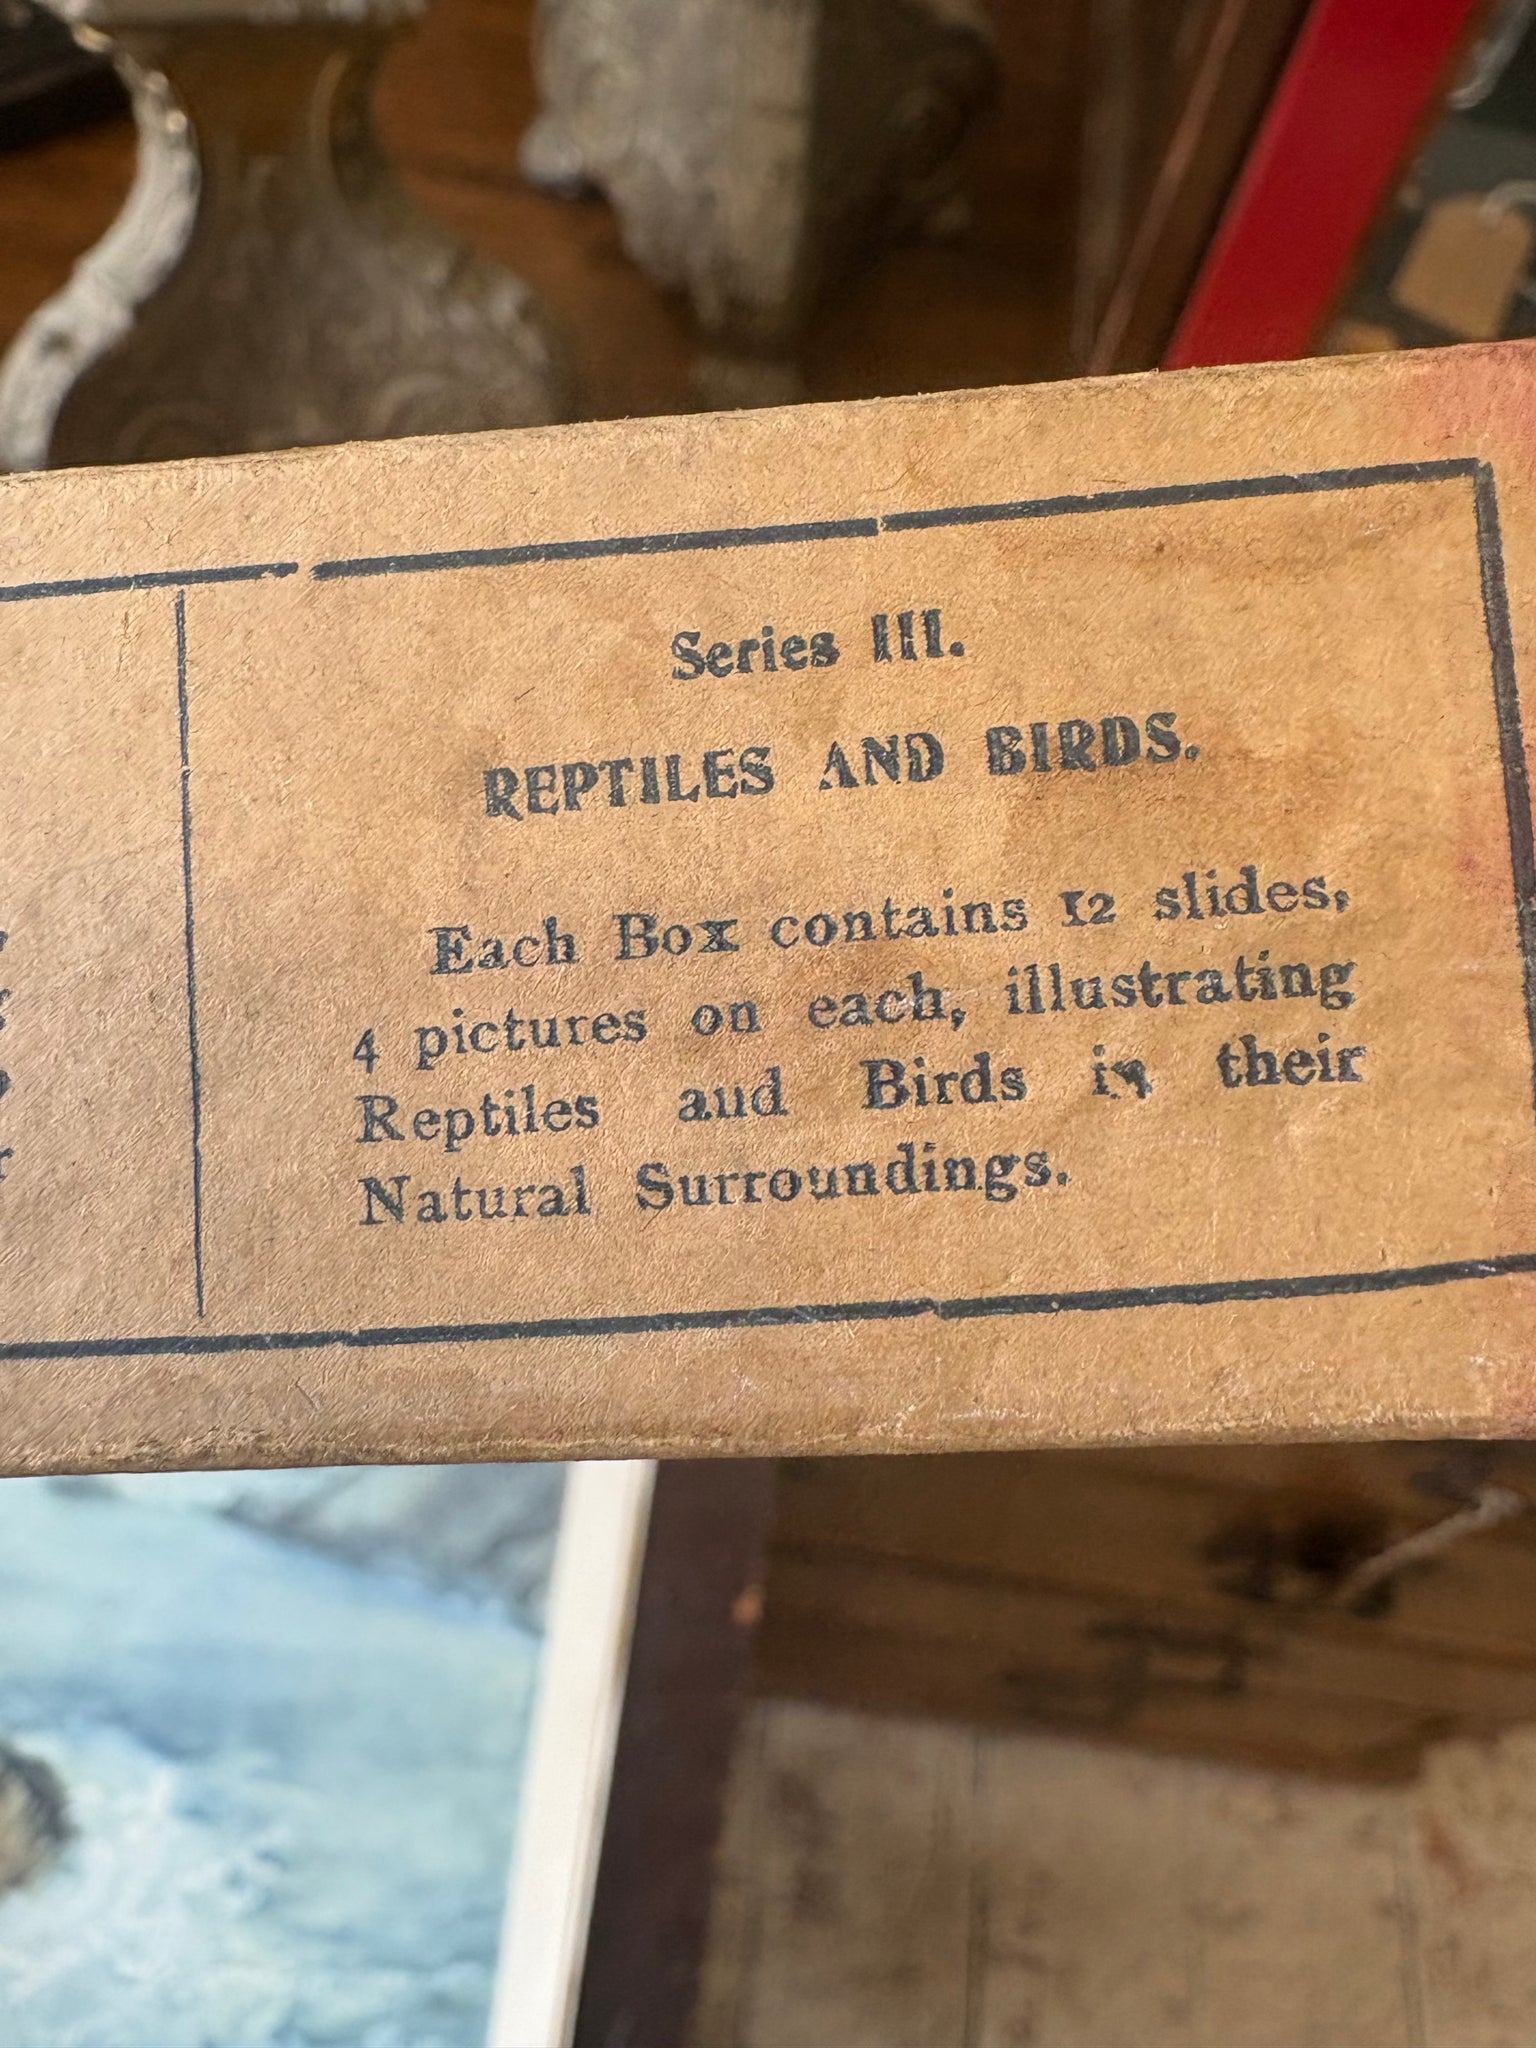 Series III.
REPTILES AND BIRDS.
Each Box contains 12 slides,
4 pictures on each, illustrating
Reptiles and Birds in their
Natural Surroundings.